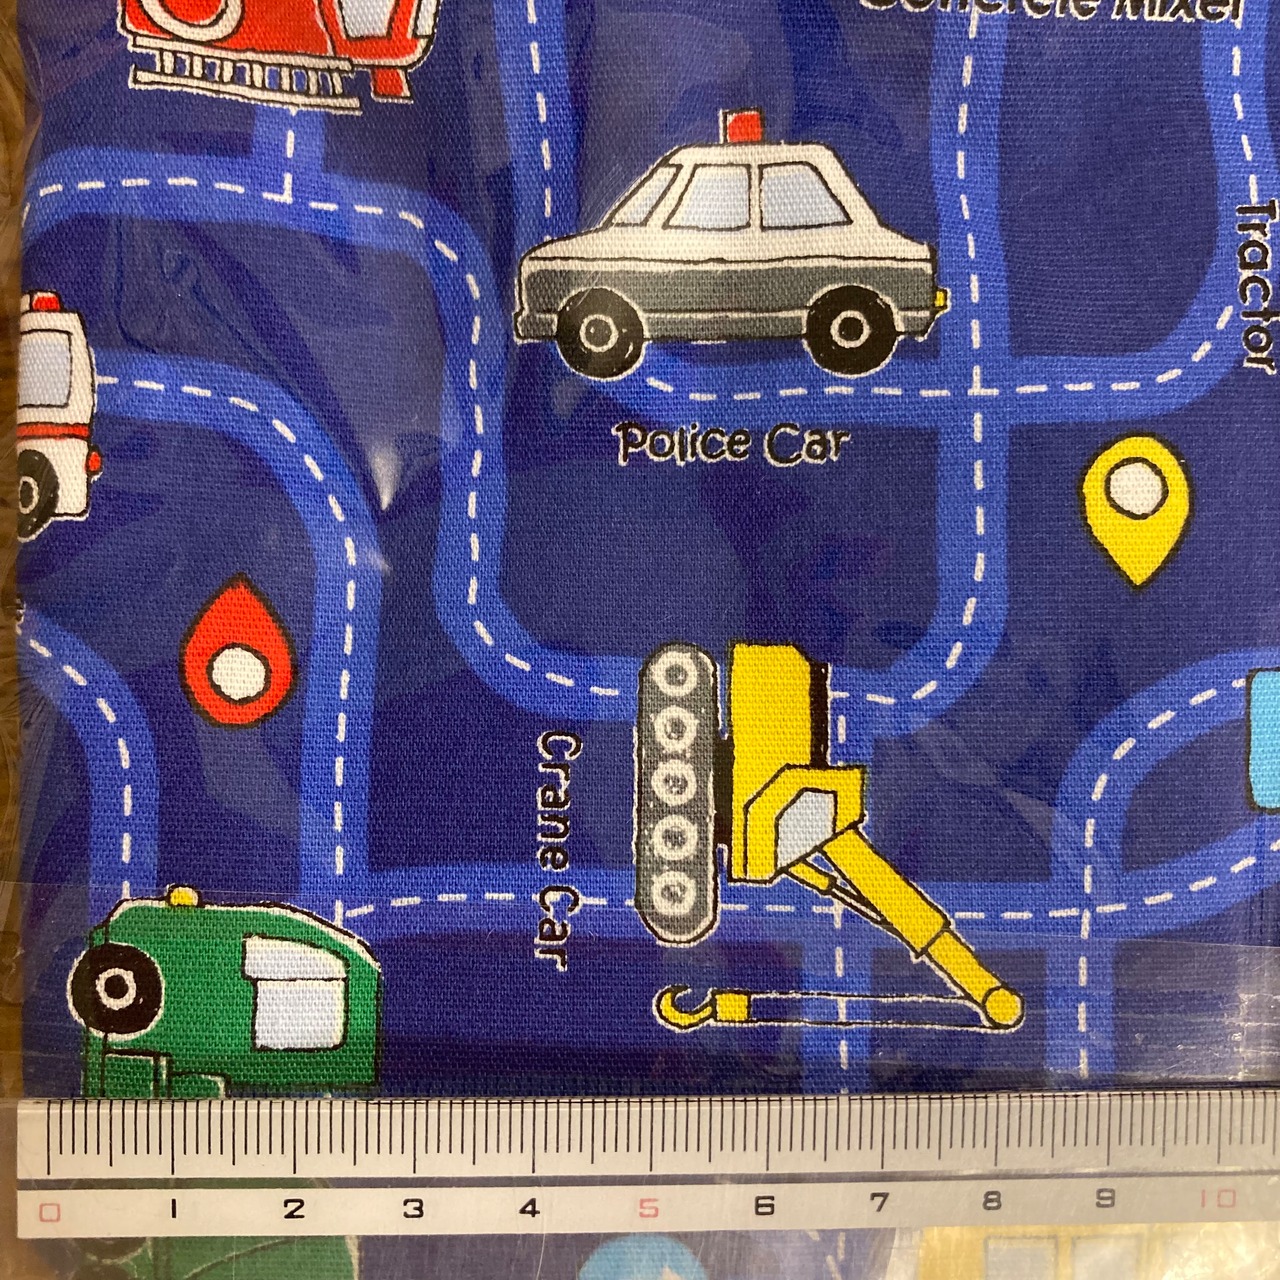 Concrete Mixer
Tractor
Police Car
Crane Car
0 1 2 3 4 5 6 7 8 9 10